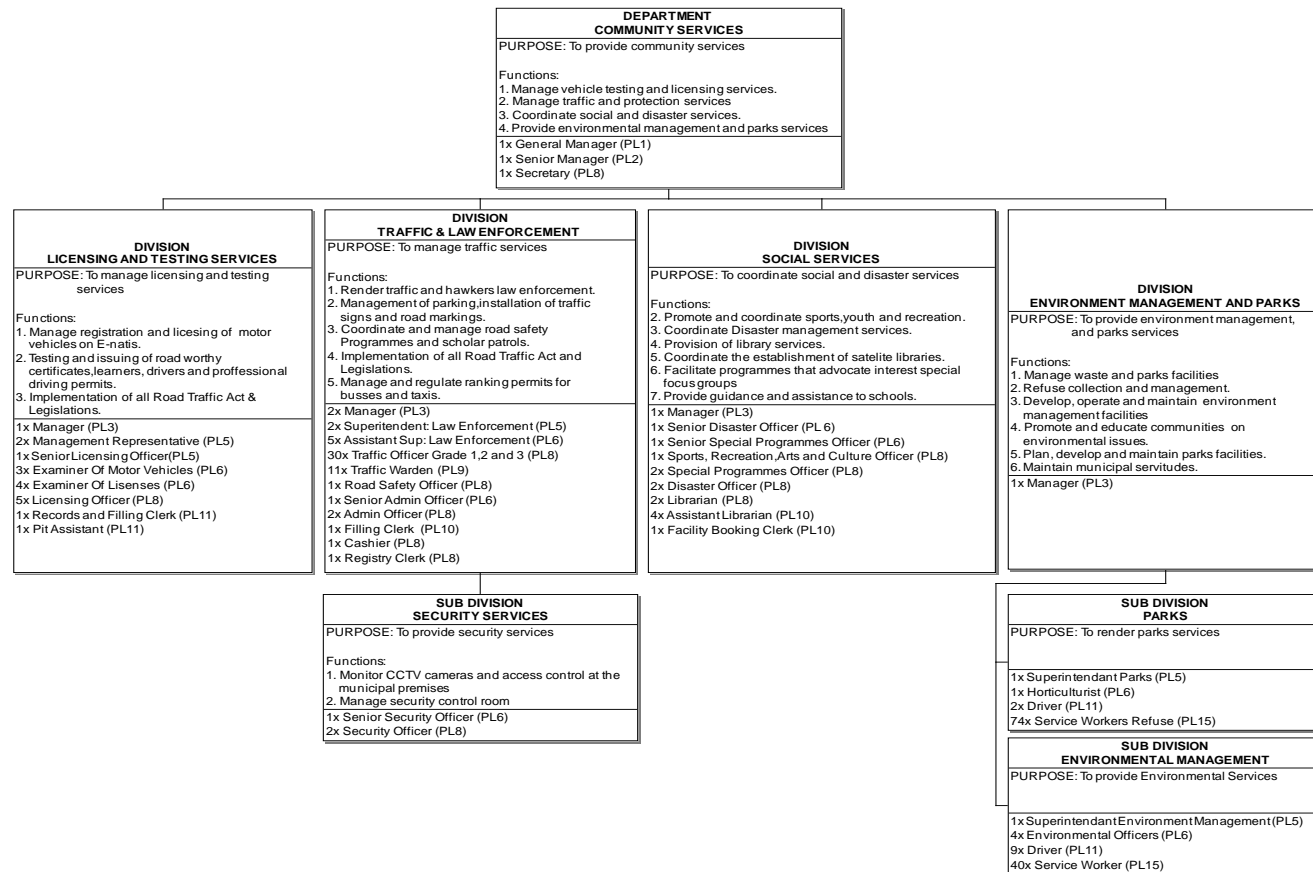 DEPARTMENT
COMMUNITY SERVICES
PURPOSE: To provide community services
Functions:
1. Manage vehicle testing and licensing services.
2. Manage traffic and protection services
3. Coordinate social and disaster services.
4. Provide environmental management and parks services
1x General Manager (PL1)
1x Senior Manager (PL2)
1x Secretary (PL8)
DIVISION
LICENSING AND TESTING SERVICES
PURPOSE: To manage licensing and testing
services
Functions:
1. Manage registration and licesing of motor
vehicles on E-natis.
2. Testing and issuing of road worthy
certificates,learners, drivers and proffessional
driving permits.
3. Implementation of all Road Traffic Act &
Legislations.
1x Manager (PL3)
2x Management Representative (PL5)
1x Senior Licensing Officer(PL5)
3x Examiner Of Motor Vehicles (PL6)
4x Examiner Of Lisenses (PL6)
5x Licensing Officer (PL8)
1x Records and Filling Clerk (PL11)
1x Pit Assistant (PL11)
DIVISION
TRAFFIC & LAW ENFORCEMENT
PURPOSE: To manage traffic services
Functions:
1. Render traffic and hawkers law enforcement.
2. Management of parking,installation of traffic
signs and road markings.
3. Coordinate and manage road safety
Programmes and scholar patrols.
4. Implementation of all Road Traffic Act and
Legislations.
5. Manage and regulate ranking permits for
busses and taxis.
2x Manager (PL3)
2x Superitendent: Law Enforcement (PL5)
5x Assistant Sup: Law Enforcement (PL6)
30x Traffic Officer Grade 1,2 and 3 (PL8)
11x Traffic Warden (PL9)
1x Road Safety Officer (PL8)
1x Senior Admin Officer (PL6)
2x Admin Officer (PL8)
1x Filling Clerk (PL10)
1x Cashier (PL8)
1x Registry Clerk (PL8)
DIVISION
SOCIAL SERVICES
PURPOSE: To coordinate social and disaster services
Functions:
2. Promote and coordinate sports,youth and recreation.
3. Coordinate Disaster management services.
4. Provision of library services.
5. Coordinate the establishment of satelite libraries.
6. Facilitate programmes that advocate interest special
focus groups
7. Provide guidance and assistance to schools.
1x Manager (PL3)
1x Senior Disaster Officer (PL 6)
1x Senior Special Programmes Officer (PL6)
1x Sports, Recreation,Arts and Culture Officer (PL8)
2x Special Programmes Officer (PL8)
2x Disaster Officer (PL8)
2x Librarian (PL8)
4x Assistant Librarian (PL10)
1x Facility Booking Clerk (PL10)
DIVISION
ENVIRONMENT MANAGEMENT AND PARKS
PURPOSE: To provide environment management,
and parks services
Functions:
1. Manage waste and parks facilities
2. Refuse collection and management.
3. Develop, operate and maintain environment
management facilities
4. Promote and educate communities on
environmental issues.
5. Plan, develop and maintain parks facilities.
6. Maintain municipal servitudes.
1x Manager (PL3)
SUB DIVISION
SECURITY SERVICES
PURPOSE: To provide security services
Functions:
1. Monitor CCTV cameras and access control at the
municipal premises
2. Manage security control room
1x Senior Security Officer (PL6)
2x Security Officer (PL8)
SUB DIVISION
PARKS
PURPOSE: To render parks services
1x Superintendant Parks (PL5)
1x Horticulturist (PL6)
2x Driver (PL11)
74x Service Workers Refuse (PL15)
SUB DIVISION
ENVIRONMENTAL MANAGEMENT
PURPOSE: To provide Environmental Services
1x Superintendant Environment Management (PL5)
4x Environmental Officers (PL6)
9x Driver (PL11)
40x Service Worker (PL15)